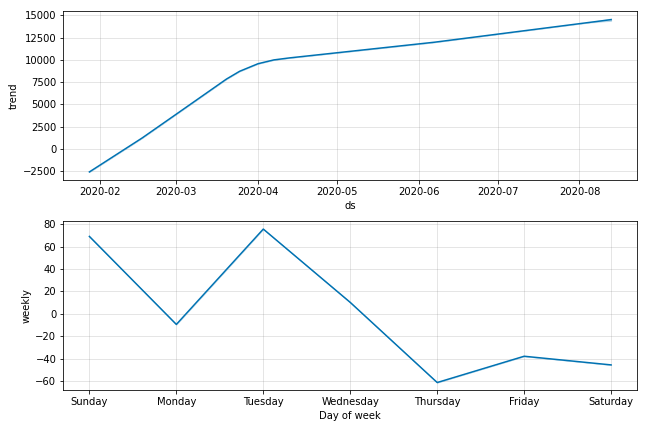 15000
12500
10000
7500
5000
2500
0
−2500
trend
2020-02 2020-03 2020-04 2020-05 2020-06 2020-07 2020-08
ds
80
60
40
20
0
−20
−40
−60
weekly
Sunday Monday Tuesday Wednesday Thursday Friday Saturday
Day of week